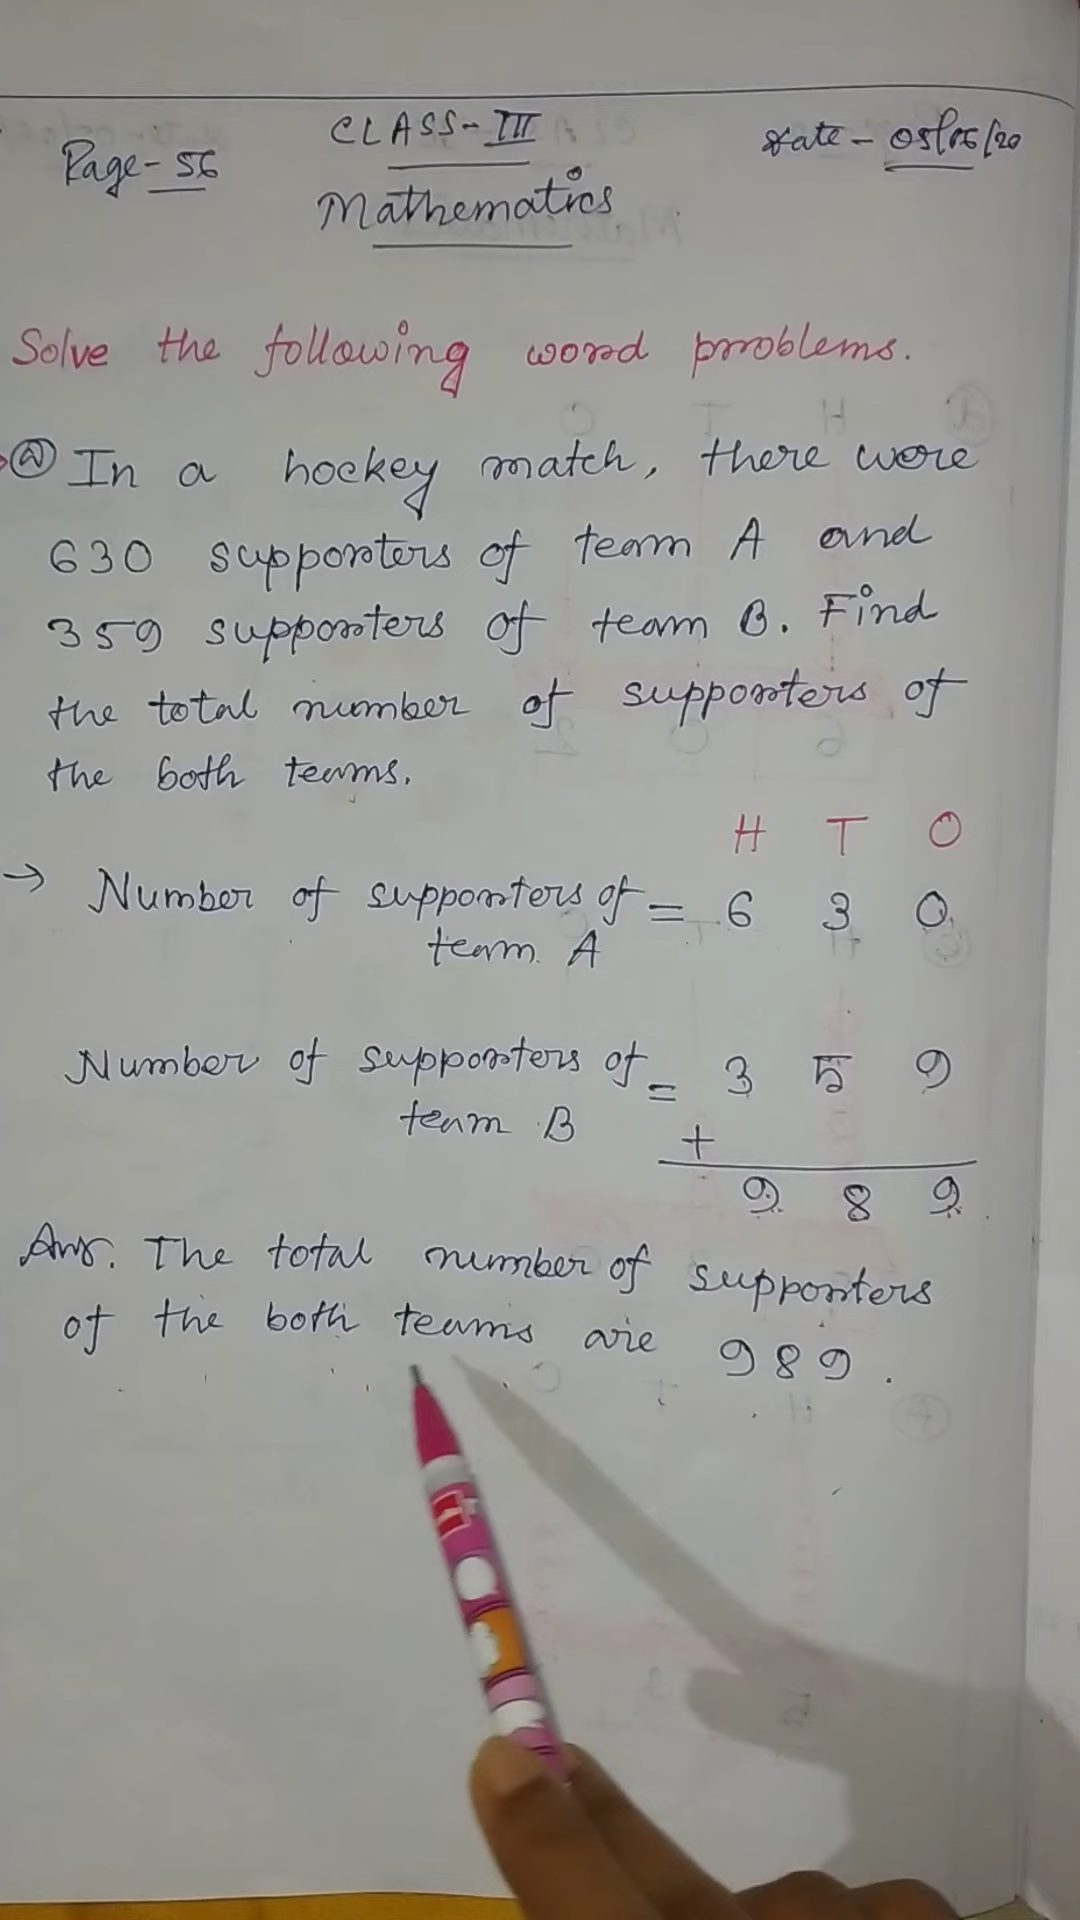 CLASS-III
Page-56
Date - 05/06/20
Mathematics
Solve the following word problems.
(a) In a hockey match, there were
630 supporters of team A and
359 supporters of team B. Find
the total number of supporters of
the both teams.
H T O
→ Number of supporters of = 6 3 0
team A
Number of supporters of = 3 5 9
team B +
9 8 9
Ans. The total number of supporters
of the both teams are 989.